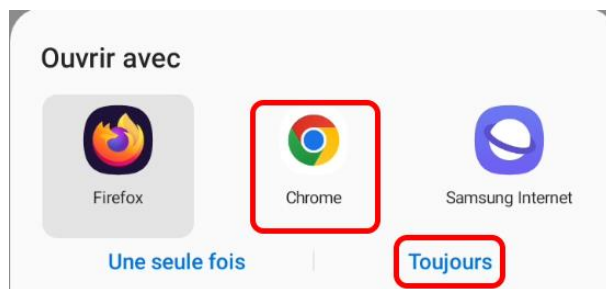 Ouvrir avec
Firefox Chrome Samsung Internet
Une seule fois Toujours